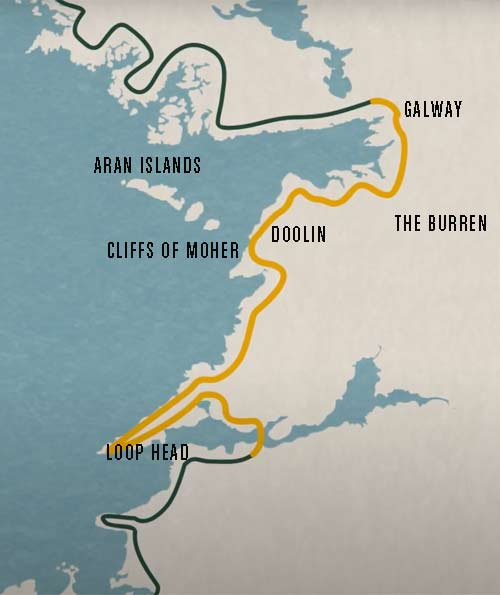 GALWAY
ARAN ISLANDS
THE BURREN
DOOLIN
CLIFFS OF MOHER
LOOP HEAD